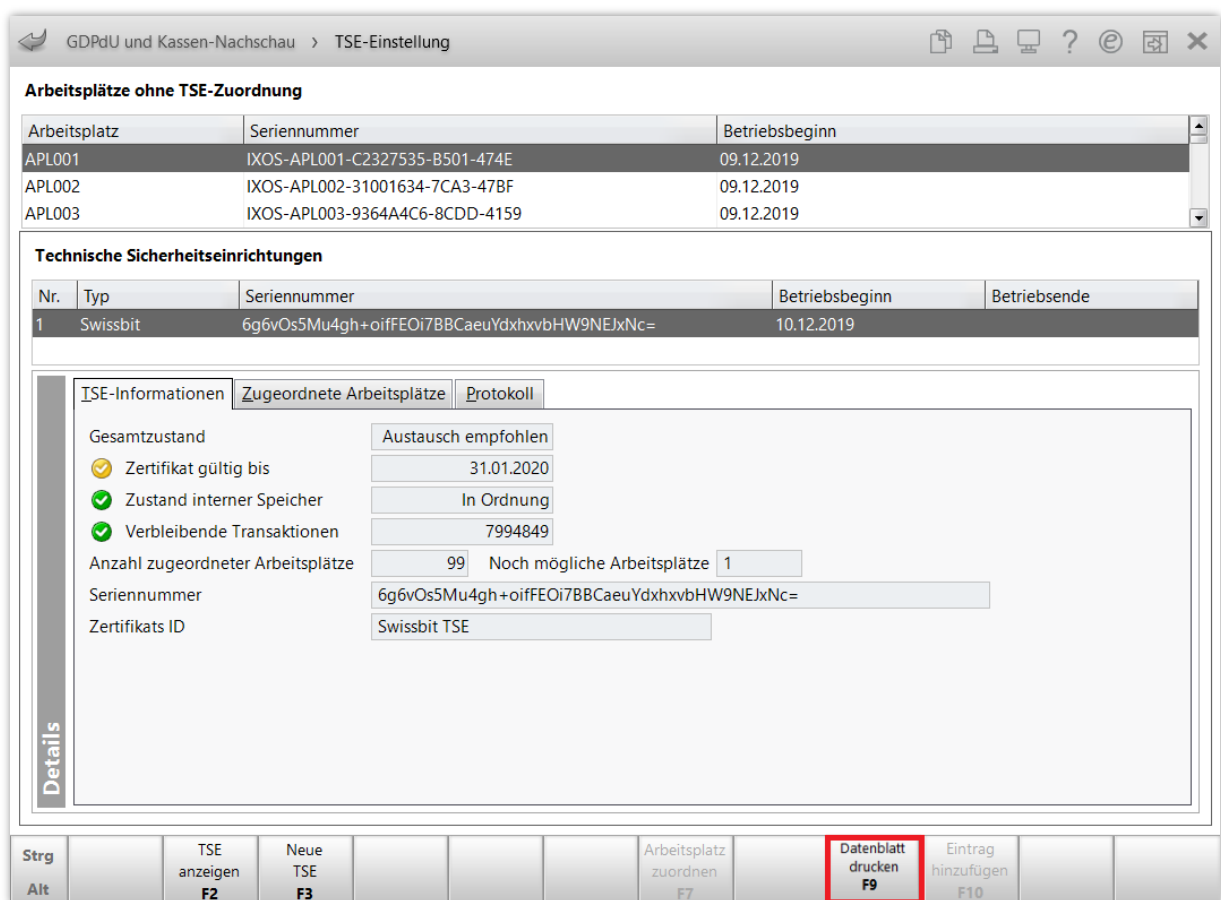 GDPdU und Kassen-Nachschau › TSE-Einstellung
Arbeitsplätze ohne TSE-Zuordnung
Arbeitsplatz Seriennummer Betriebsbeginn
APL001 IXOS-APL001-C2327535-B501-474E 09.12.2019
APL002 IXOS-APL002-31001634-7CA3-47BF 09.12.2019
APL003 IXOS-APL003-9364A4C6-8CDD-4159 09.12.2019
Technische Sicherheitseinrichtungen
Nr. Typ Seriennummer Betriebsbeginn Betriebsende
1 Swissbit 6g6vOs5Mu4gh+oifFEOi7BBCaeuYdxhxvbHW9NEJxNc= 10.12.2019
TSE-Informationen Zugeordnete Arbeitsplätze Protokoll
Gesamtzustand Austausch empfohlen
Zertifikat gültig bis 31.01.2020
Zustand interner Speicher In Ordnung
Verbleibende Transaktionen 7994849
Anzahl zugeordneter Arbeitsplätze 99 Noch mögliche Arbeitsplätze 1
Seriennummer 6g6vOs5Mu4gh+oifFEOi7BBCaeuYdxhxvbHW9NEJxNc=
Zertifikats ID Swissbit TSE
Details
Strg
Alt
TSE
anzeigen
F2
Neue
TSE
F3
Arbeitsplatz
zuordnen
F7
Datenblatt
drucken
F9
Eintrag
hinzufügen
F10